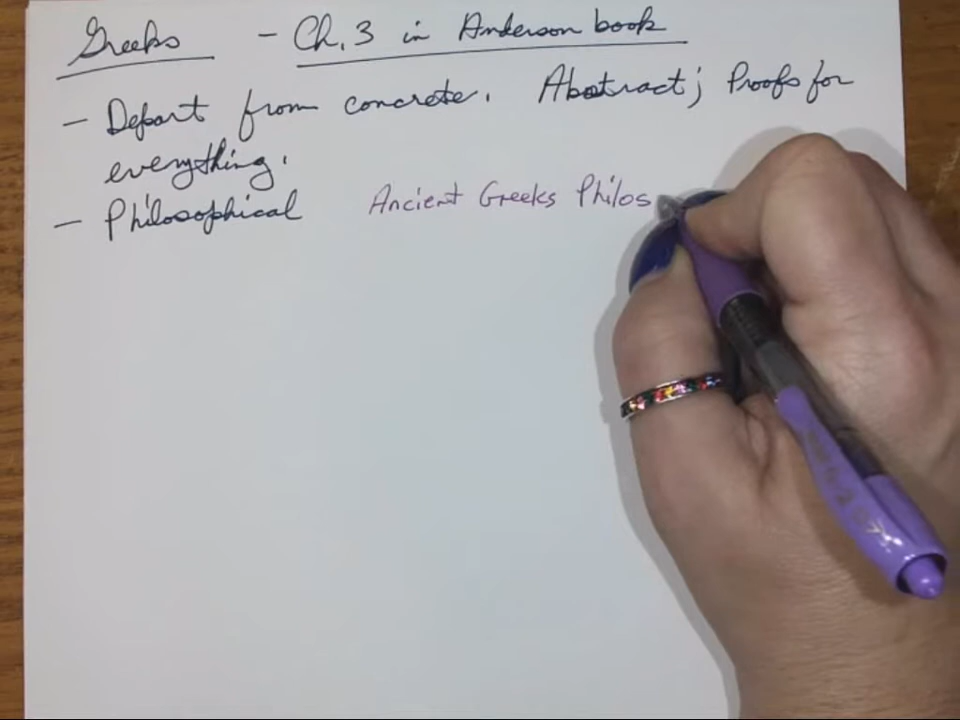 Greeks - Ch. 3 in Anderson book
- Depart from concrete. Abstract; Proofs for
everything.
- Philosophical Ancient Greeks Philos